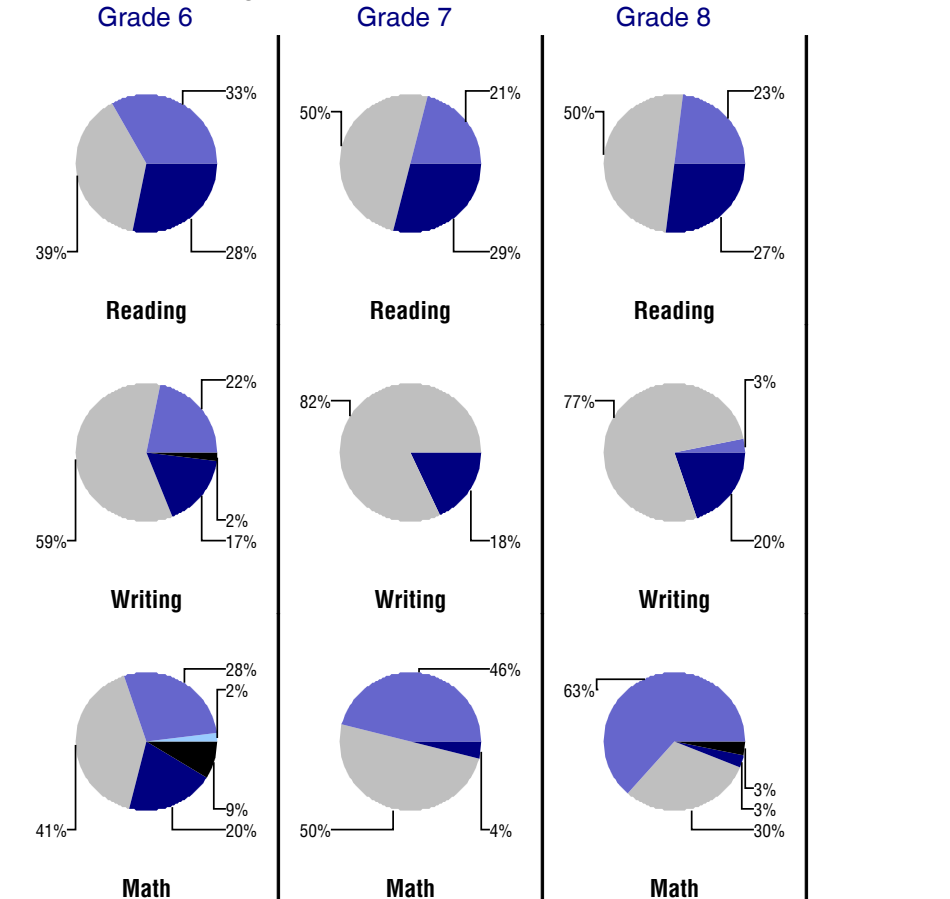 Grade 6 Grade 7 Grade 8
33% 21% 23%
50% 50%
39% 28% 29% 27%
Reading Reading Reading
22% 3%
82% 77%
2%
59% 17% 18% 20%
Writing Writing Writing
28% 46%
2% 63%
3%
9% 3%
41% 20% 50% 4% 30%
Math Math Math